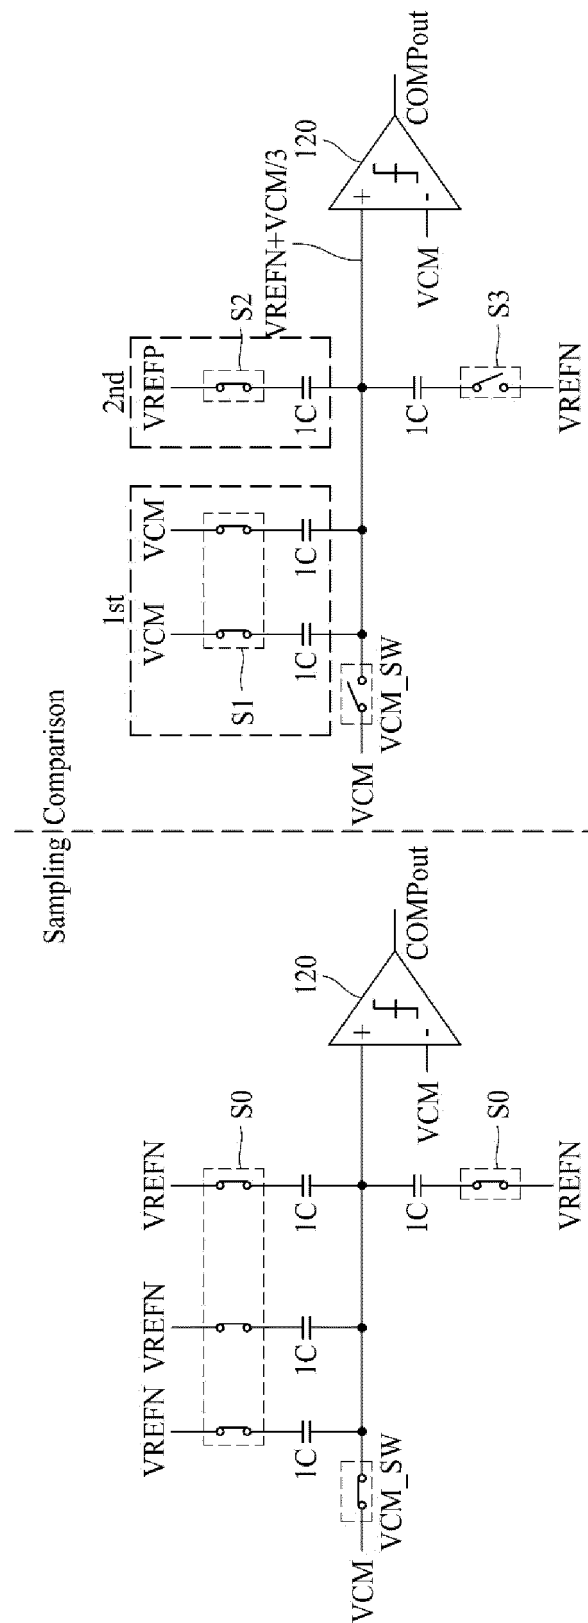 Sampling
Comparison
VREFN
VREFN
VREFN
S0
1C
1C
1C
VCM
VCM_SW
1C
S0
VREFN
120
+
-
VCM
COMPout
1st
2nd
VCM
VCM
VREFP
S1
S2
1C
1C
1C
VREFN+VCM/3
VCM
VCM_SW
1C
S3
VREFN
120
+
-
VCM
COMPout